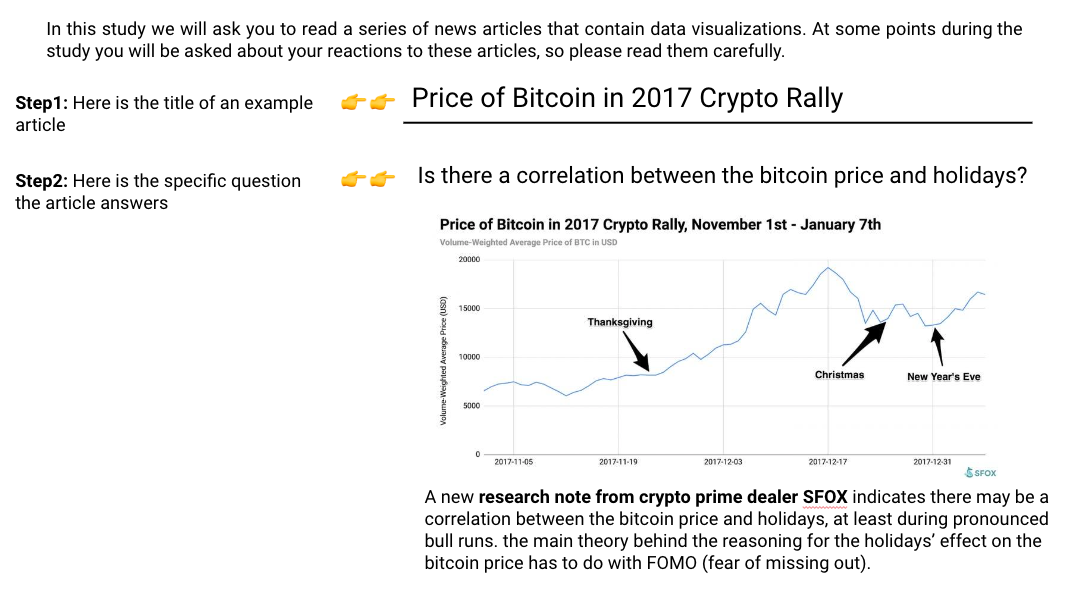 In this study we will ask you to read a series of news articles that contain data visualizations. At some points during the
study you will be asked about your reactions to these articles, so please read them carefully.
Step1: Here is the title of an example
article
Price of Bitcoin in 2017 Crypto Rally
Step2: Here is the specific question
the article answers
Is there a correlation between the bitcoin price and holidays?
Price of Bitcoin in 2017 Crypto Rally, November 1st - January 7th
Volume-Weighted Average Price of BTC in USD
Volume-Weighted Average Price (USD)
20000
15000
10000
5000
0
Thanksgiving
Christmas
New Year's Eve
2017-11-05
2017-11-19
2017-12-03
2017-12-17
2017-12-31
SFOX
A new research note from crypto prime dealer SFOX indicates there may be a
correlation between the bitcoin price and holidays, at least during pronounced
bull runs. the main theory behind the reasoning for the holidays' effect on the
bitcoin price has to do with FOMO (fear of missing out).